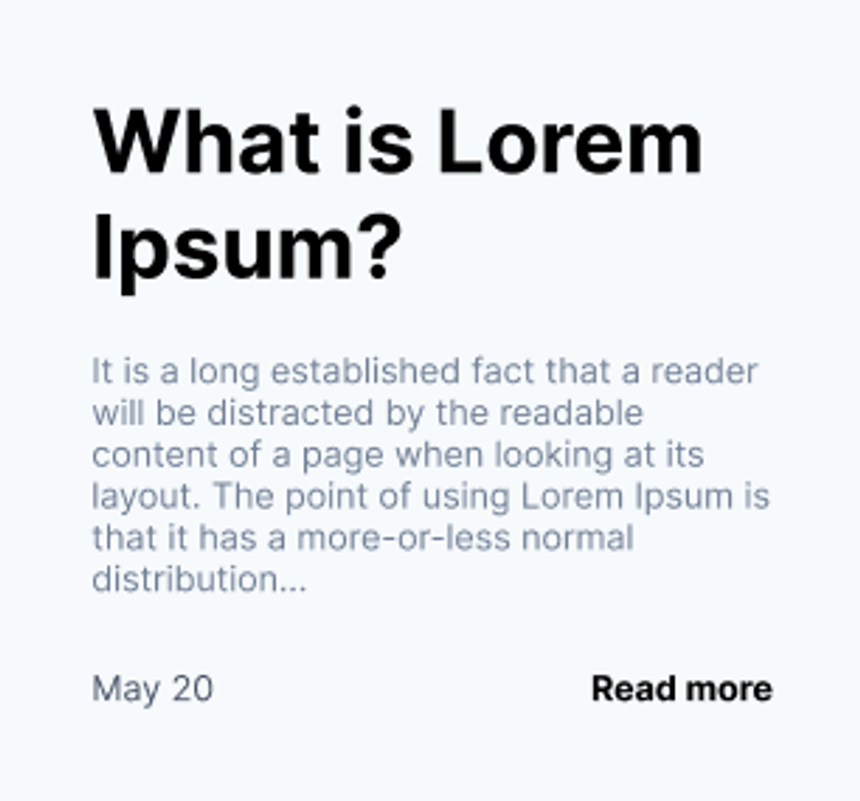 What is Lorem
Ipsum?
It is a long established fact that a reader
will be distracted by the readable
content of a page when looking at its
layout. The point of using Lorem Ipsum is
that it has a more-or-less normal
distribution...
May 20 Read more